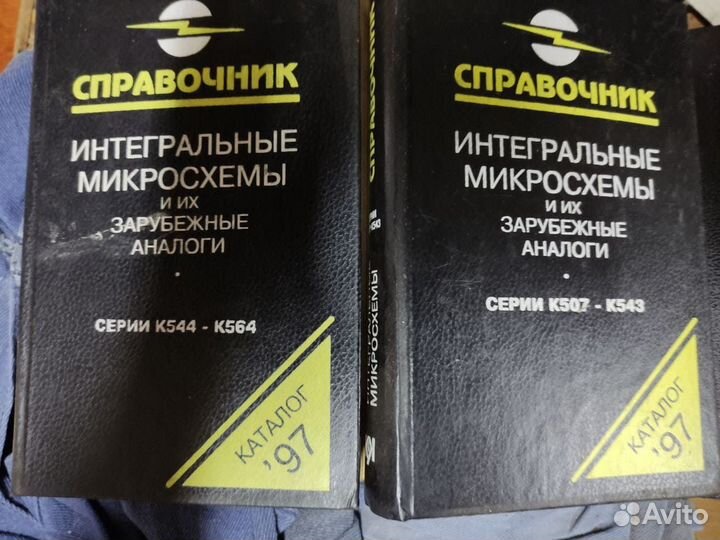 СПРАВОЧНИК
ИНТЕГРАЛЬНЫЕ
МИКРОСХЕМЫ
И ИХ
ЗАРУБЕЖНЫЕ
АНАЛОГИ
СЕРИИ К544 - К564
КАТАЛОГ
'97
СПРАВОЧНИК
МИКРОСХЕМЫ
СПРАВОЧНИК
ИНТЕГРАЛЬНЫЕ
МИКРОСХЕМЫ
И ИХ
ЗАРУБЕЖНЫЕ
АНАЛОГИ
СЕРИИ К507 - К543
КАТАЛОГ
'97
Avito